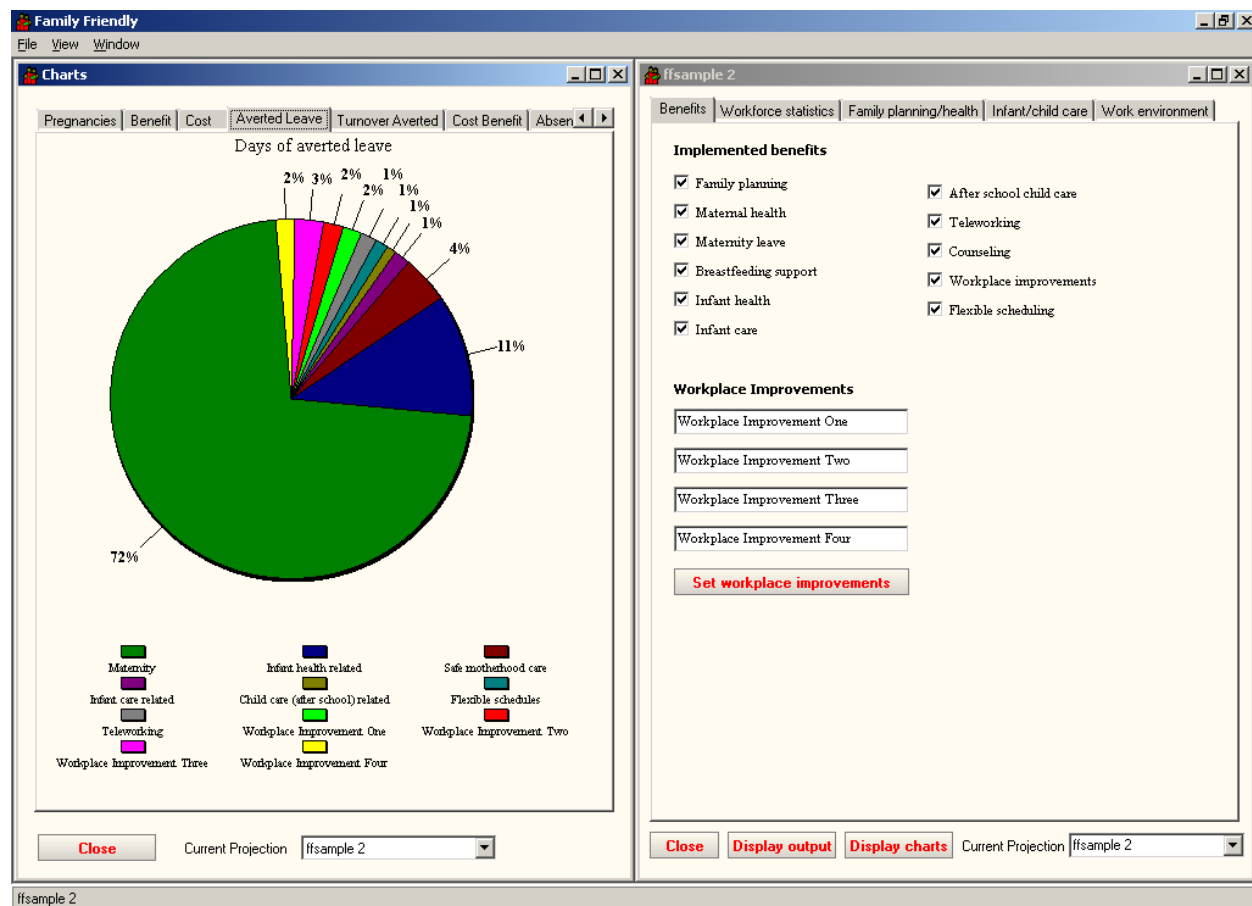 Family Friendly
File View Window
Charts
Pregnancies Benefit Cost Averted Leave Turnover Averted Cost Benefit Absen
Days of averted leave
2% 3% 2% 2% 1% 1% 1% 1%
4%
11%
72%
Maternity Infant health related Safe motherhood care
Infant care related Child care (after school) related Flexible schedules
Teleworking Workplace Improvement One Workplace Improvement Two
Workplace Improvement Three Workplace Improvement Four
Close Current Projection ffsample 2
ffsample 2
Benefits Workforce statistics Family planning/health Infant/child care Work environment
Implemented benefits
Family planning
Maternal health
Maternity leave
Breastfeeding support
Infant health
Infant care
After school child care
Teleworking
Counseling
Workplace improvements
Flexible scheduling
Workplace Improvements
Workplace Improvement One
Workplace Improvement Two
Workplace Improvement Three
Workplace Improvement Four
Set workplace improvements
Close Display output Display charts Current Projection ffsample 2
ffsample 2